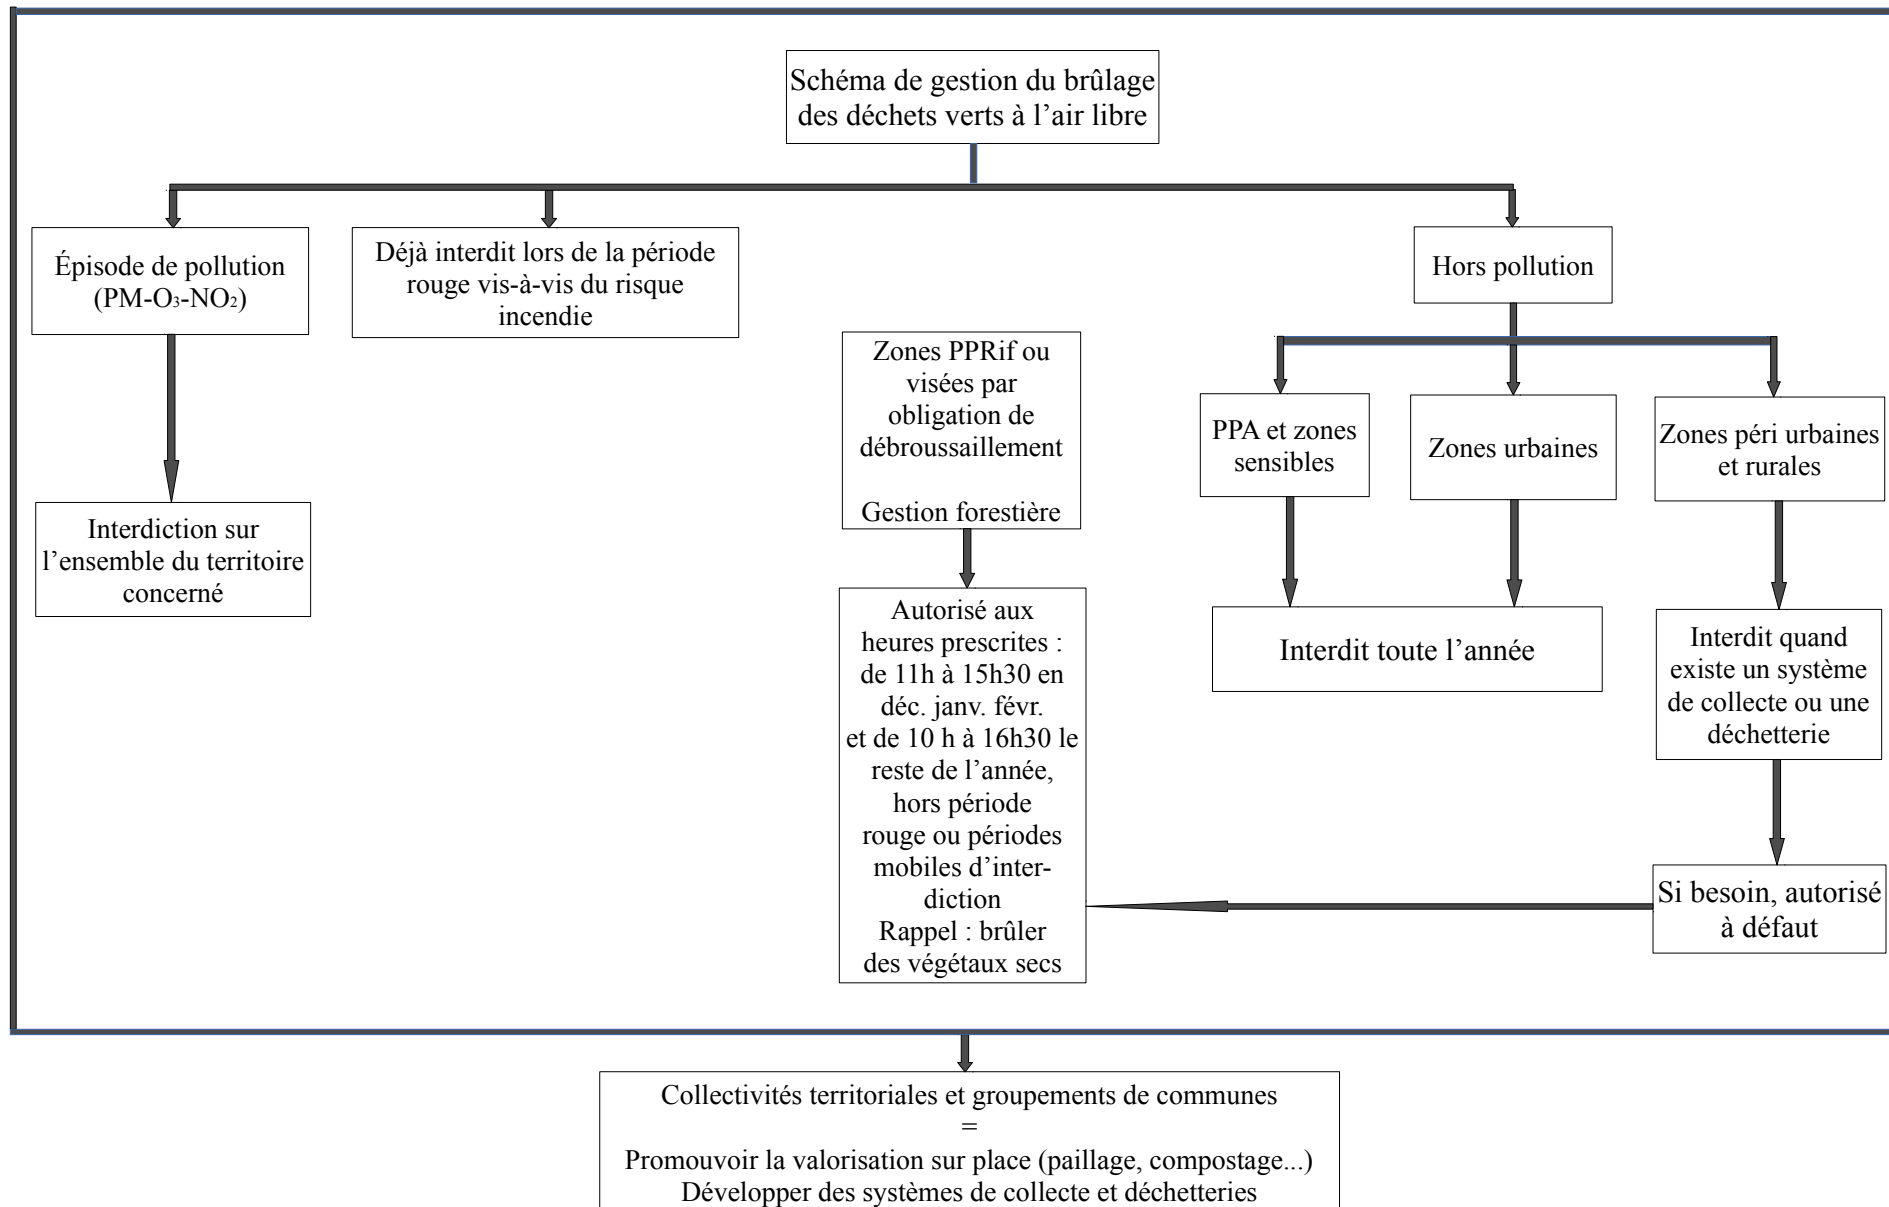 Schéma de gestion du brûlage
des déchets verts à l’air libre
Épisode de pollution
(PM-O₃-NO₂)
Déjà interdit lors de la période
rouge vis-à-vis du risque
incendie
Hors pollution
Zones PPRif ou
visées par
obligation de
débroussaillement
Gestion forestière
PPA et zones
sensibles
Zones urbaines
Zones péri urbaines
et rurales
Interdiction sur
l’ensemble du territoire
concerné
Autorisé aux
heures prescrites :
de 11h à 15h30 en
déc. janv. févr.
et de 10 h à 16h30 le
reste de l’année,
hors période
rouge ou périodes
mobiles d’inter-
diction
Rappel : brûler
des végétaux secs
Interdit toute l’année
Interdit quand
existe un système
de collecte ou une
déchetterie
Si besoin, autorisé
à défaut
Collectivités territoriales et groupements de communes
=
Promouvoir la valorisation sur place (paillage, compostage...)
Développer des systèmes de collecte et déchetteries